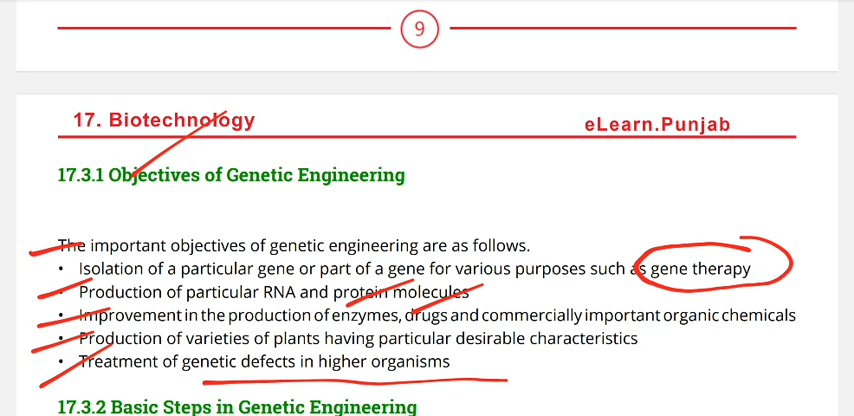 9
17. Biotechnology
eLearn.Punjab
17.3.1 Objectives of Genetic Engineering
The important objectives of genetic engineering are as follows.
• Isolation of a particular gene or part of a gene for various purposes such as gene therapy
• Production of particular RNA and protein molecules
• Improvement in the production of enzymes, drugs and commercially important organic chemicals
• Production of varieties of plants having particular desirable characteristics
• Treatment of genetic defects in higher organisms
17.3.2 Basic Steps in Genetic Engineering